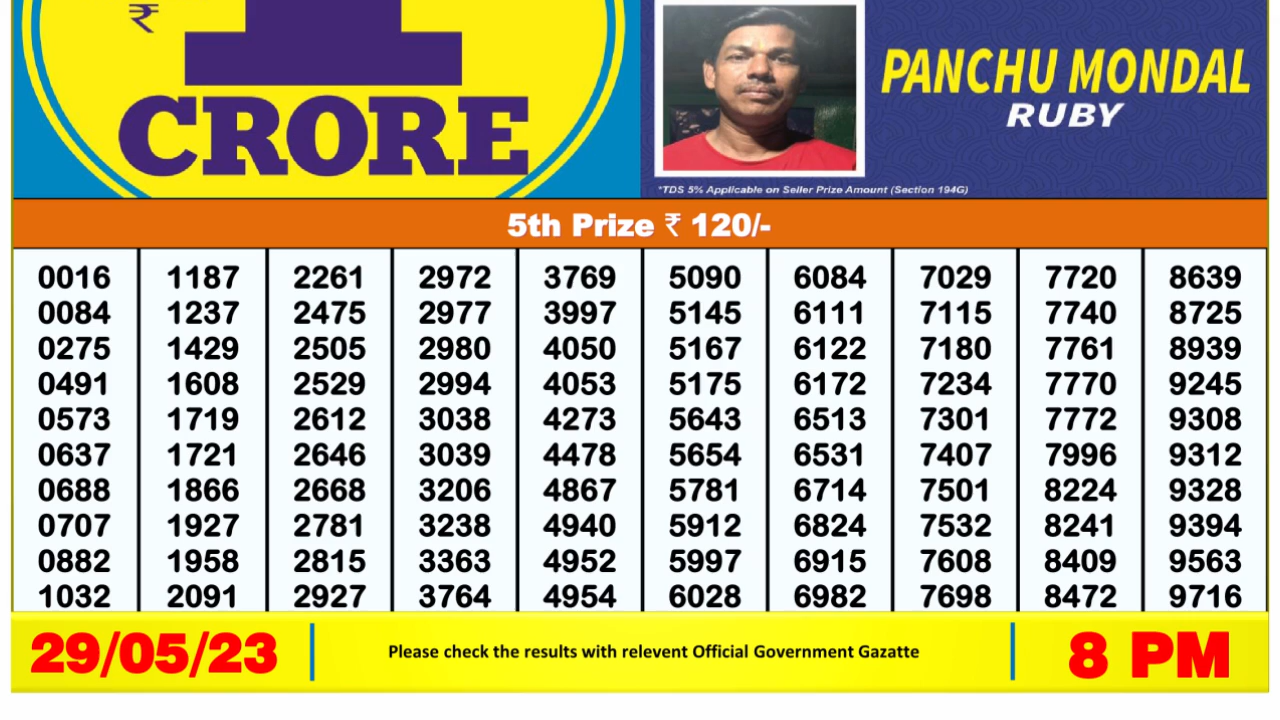 ₹
1
CRORE
PANCHU MONDAL
RUBY
*TDS 5% Applicable on Seller Prize Amount (Section 194G)
5th Prize ₹ 120/-
0016 1187 2261 2972 3769 5090 6084 7029 7720 8639
0084 1237 2475 2977 3997 5145 6111 7115 7740 8725
0275 1429 2505 2980 4050 5167 6122 7180 7761 8939
0491 1608 2529 2994 4053 5175 6172 7234 7770 9245
0573 1719 2612 3038 4273 5643 6513 7301 7772 9308
0637 1721 2646 3039 4478 5654 6531 7407 7996 9312
0688 1866 2668 3206 4867 5781 6714 7501 8224 9328
0707 1927 2781 3238 4940 5912 6824 7532 8241 9394
0882 1958 2815 3363 4952 5997 6915 7608 8409 9563
1032 2091 2927 3764 4954 6028 6982 7698 8472 9716
29/05/23 Please check the results with relevent Official Government Gazatte 8 PM